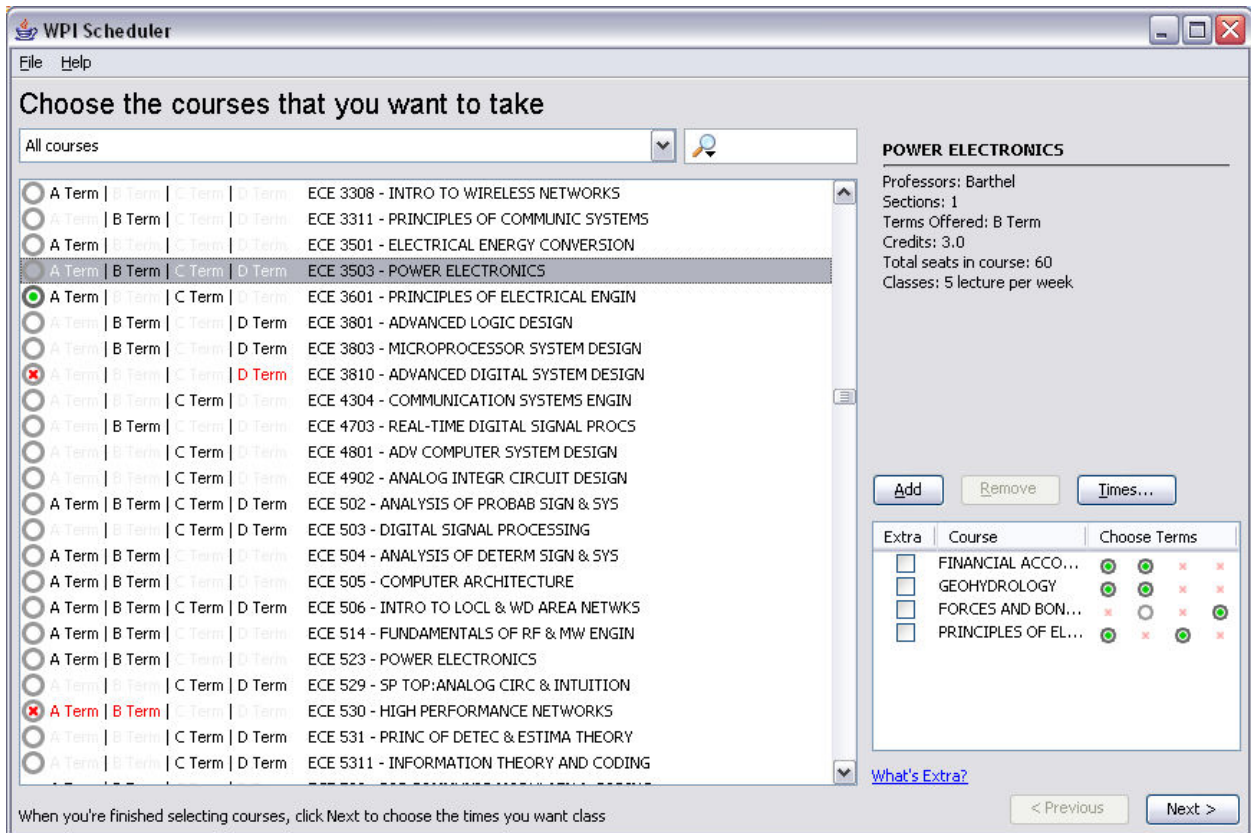 WPI Scheduler
File Help
Choose the courses that you want to take
All courses
A Term | B Term | C Term | D Term ECE 3308 - INTRO TO WIRELESS NETWORKS
A Term | B Term | C Term | D Term ECE 3311 - PRINCIPLES OF COMMUNIC SYSTEMS
A Term | B Term | C Term | D Term ECE 3501 - ELECTRICAL ENERGY CONVERSION
A Term | B Term | C Term | D Term ECE 3503 - POWER ELECTRONICS
A Term | B Term | C Term | D Term ECE 3601 - PRINCIPLES OF ELECTRICAL ENGIN
A Term | B Term | C Term | D Term ECE 3801 - ADVANCED LOGIC DESIGN
A Term | B Term | C Term | D Term ECE 3803 - MICROPROCESSOR SYSTEM DESIGN
A Term | B Term | C Term | D Term ECE 3810 - ADVANCED DIGITAL SYSTEM DESIGN
A Term | B Term | C Term | D Term ECE 4304 - COMMUNICATION SYSTEMS ENGIN
A Term | B Term | C Term | D Term ECE 4703 - REAL-TIME DIGITAL SIGNAL PROCS
A Term | B Term | C Term | D Term ECE 4801 - ADV COMPUTER SYSTEM DESIGN
A Term | B Term | C Term | D Term ECE 4902 - ANALOG INTEGR CIRCUIT DESIGN
A Term | B Term | C Term | D Term ECE 502 - ANALYSIS OF PROBAB SIGN & SYS
A Term | B Term | C Term | D Term ECE 503 - DIGITAL SIGNAL PROCESSING
A Term | B Term | C Term | D Term ECE 504 - ANALYSIS OF DETERM SIGN & SYS
A Term | B Term | C Term | D Term ECE 505 - COMPUTER ARCHITECTURE
A Term | B Term | C Term | D Term ECE 506 - INTRO TO LOCL & WD AREA NETWKS
A Term | B Term | C Term | D Term ECE 514 - FUNDAMENTALS OF RF & MW ENGIN
A Term | B Term | C Term | D Term ECE 523 - POWER ELECTRONICS
A Term | B Term | C Term | D Term ECE 529 - SP TOP:ANALOG CIRC & INTUITION
A Term | B Term | C Term | D Term ECE 530 - HIGH PERFORMANCE NETWORKS
A Term | B Term | C Term | D Term ECE 531 - PRINC OF DETEC & ESTIMA THEORY
A Term | B Term | C Term | D Term ECE 5311 - INFORMATION THEORY AND CODING
POWER ELECTRONICS
Professors: Barthel
Sections: 1
Terms Offered: B Term
Credits: 3.0
Total seats in course: 60
Classes: 5 lecture per week
Add Remove Times...
Extra Course Choose Terms
FINANCIAL ACCO...
GEOHYDROLOGY
FORCES AND BON...
PRINCIPLES OF EL...
What's Extra?
When you're finished selecting courses, click Next to choose the times you want class
< Previous Next >